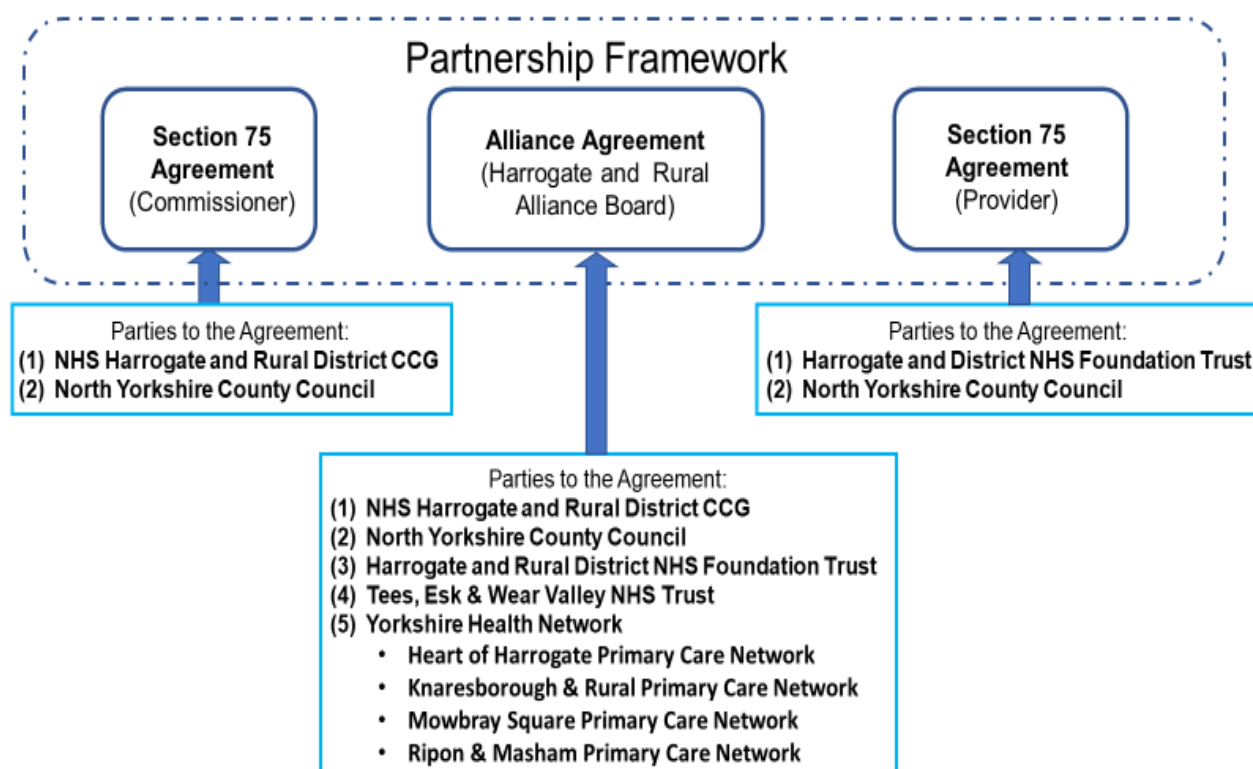 Partnership Framework
Section 75
Agreement
(Commissioner)
Alliance Agreement
(Harrogate and Rural
Alliance Board)
Section 75
Agreement
(Provider)
Parties to the Agreement:
(1) NHS Harrogate and Rural District CCG
(2) North Yorkshire County Council
Parties to the Agreement:
(1) Harrogate and District NHS Foundation Trust
(2) North Yorkshire County Council
Parties to the Agreement:
(1) NHS Harrogate and Rural District CCG
(2) North Yorkshire County Council
(3) Harrogate and Rural District NHS Foundation Trust
(4) Tees, Esk & Wear Valley NHS Trust
(5) Yorkshire Health Network
• Heart of Harrogate Primary Care Network
• Knaresborough & Rural Primary Care Network
• Mowbray Square Primary Care Network
• Ripon & Masham Primary Care Network